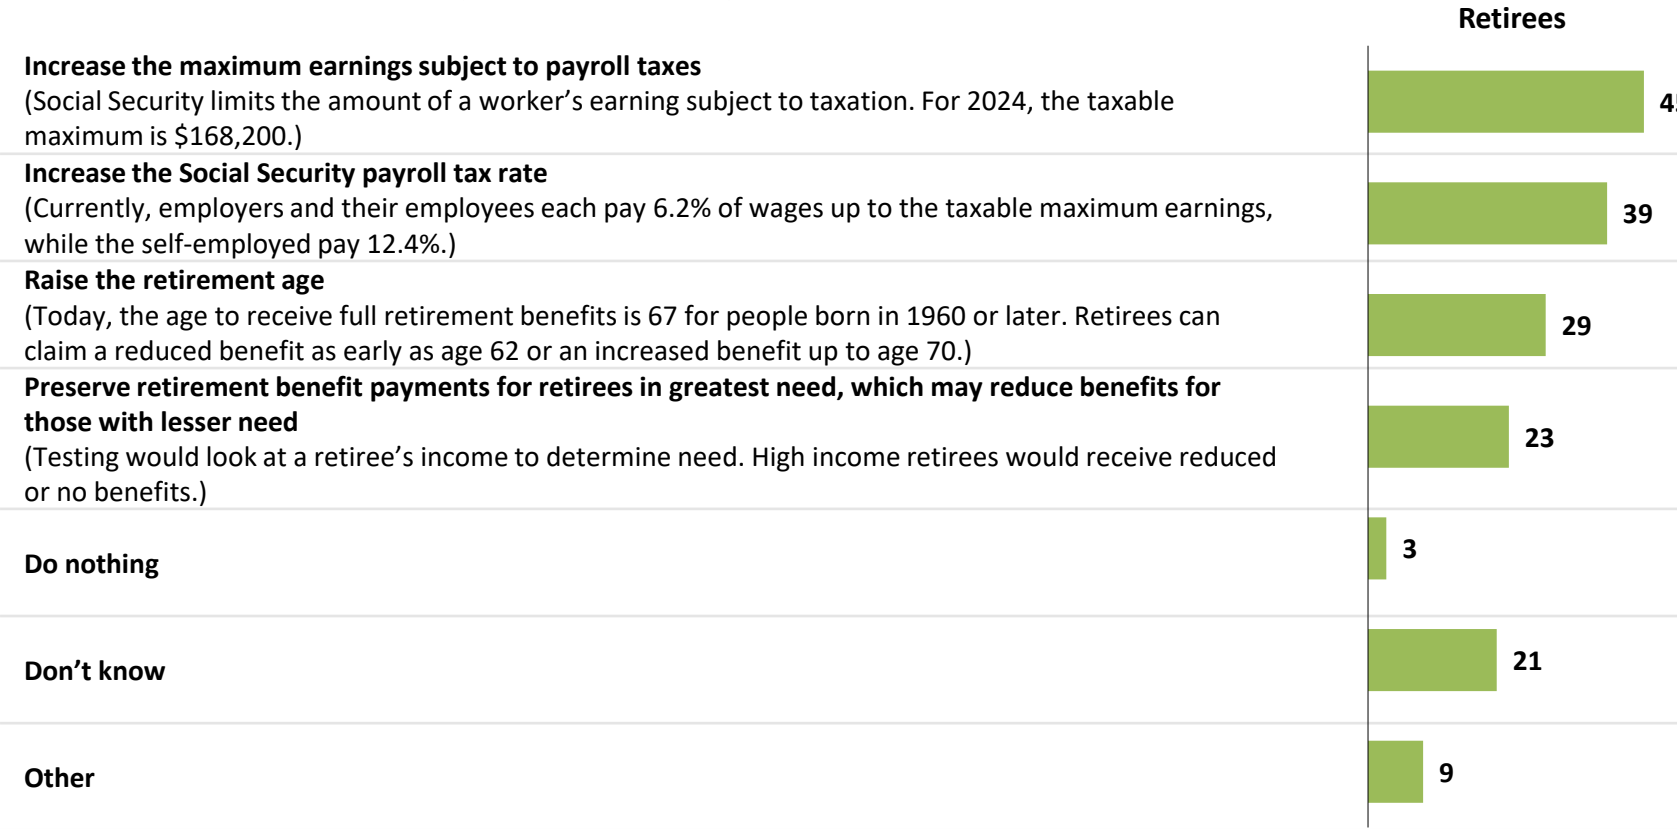 Retirees
Increase the maximum earnings subject to payroll taxes
(Social Security limits the amount of a worker’s earning subject to taxation. For 2024, the taxable
maximum is $168,200.)
45
Increase the Social Security payroll tax rate
(Currently, employers and their employees each pay 6.2% of wages up to the taxable maximum earnings,
while the self-employed pay 12.4%.)
39
Raise the retirement age
(Today, the age to receive full retirement benefits is 67 for people born in 1960 or later. Retirees can
claim a reduced benefit as early as age 62 or an increased benefit up to age 70.)
29
Preserve retirement benefit payments for retirees in greatest need, which may reduce benefits for
those with lesser need
(Testing would look at a retiree’s income to determine need. High income retirees would receive reduced
or no benefits.)
23
Do nothing
3
Don’t know
21
Other
9